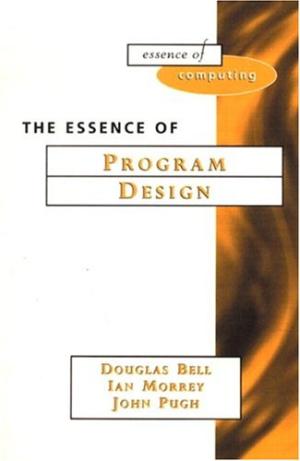 essence of
computing
THE ESSENCE OF
PROGRAM
DESIGN
DOUGLAS BELL
IAN MORREY
JOHN PUGH